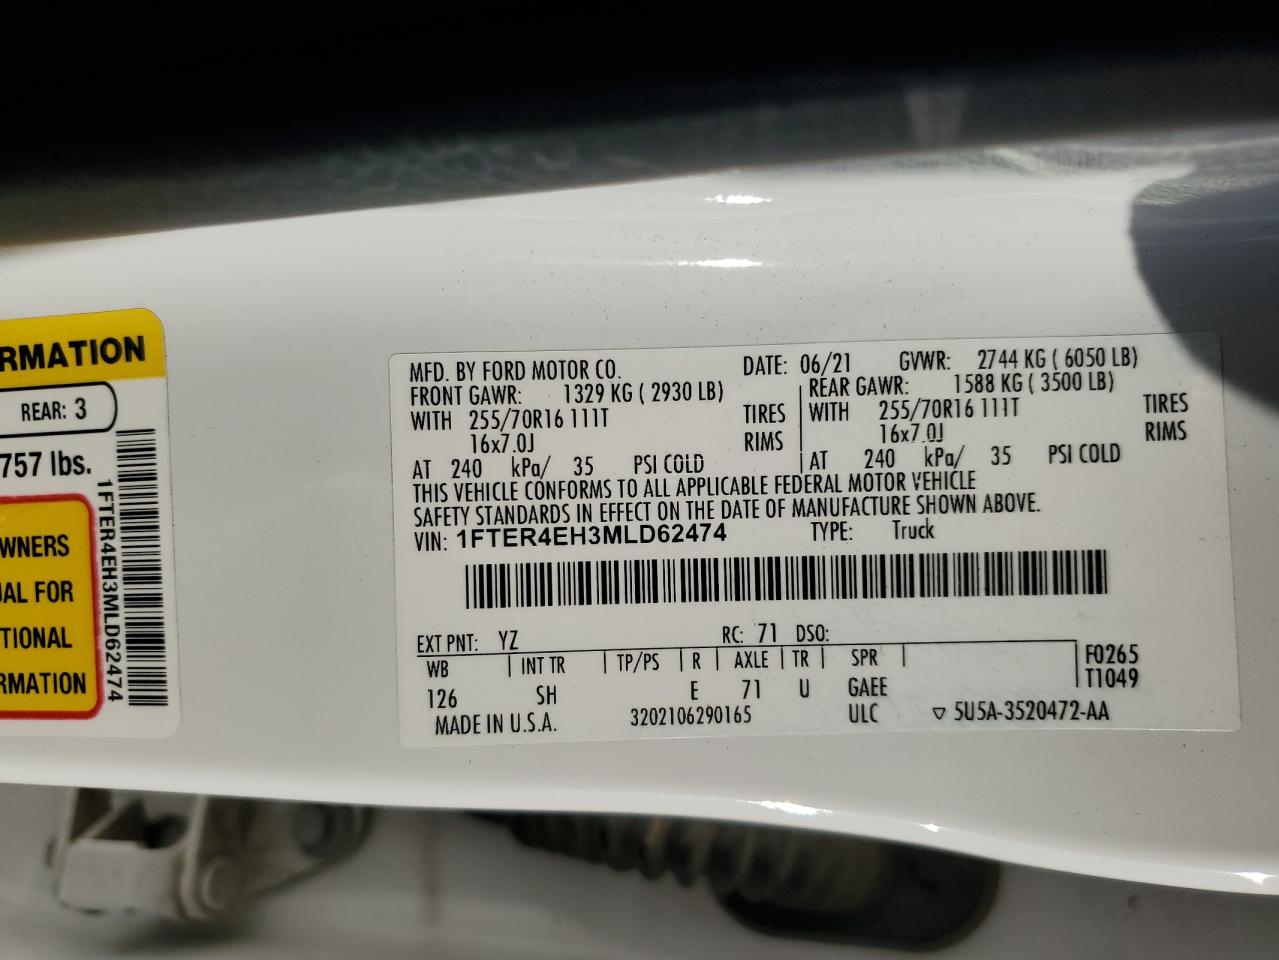 RMATION
REAR: 3
757 lbs.
WNERS
UAL FOR
TIONAL
RMATION
1FTER4EH3MLD62474
MFD. BY FORD MOTOR CO. DATE: 06/21 GVWR: 2744 KG ( 6050 LB)
FRONT GAWR: 1329 KG ( 2930 LB) REAR GAWR: 1588 KG ( 3500 LB)
WITH 255/70R16 111T TIRES WITH 255/70R16 111T TIRES
16x7.0J RIMS 16x7.0J RIMS
AT 240 kPa/ 35 PSI COLD AT 240 kPa/ 35 PSI COLD
THIS VEHICLE CONFORMS TO ALL APPLICABLE FEDERAL MOTOR VEHICLE
SAFETY STANDARDS IN EFFECT ON THE DATE OF MANUFACTURE SHOWN ABOVE.
VIN: 1FTER4EH3MLD62474 TYPE: Truck
EXT PNT: YZ RC: 71 DSO:
WB INT TR TP/PS R AXLE TR SPR F0265
126 SH E 71 U GAEE T1049
MADE IN U.S.A. 3202106290165 ULC ▽ 5U5A-3520472-AA